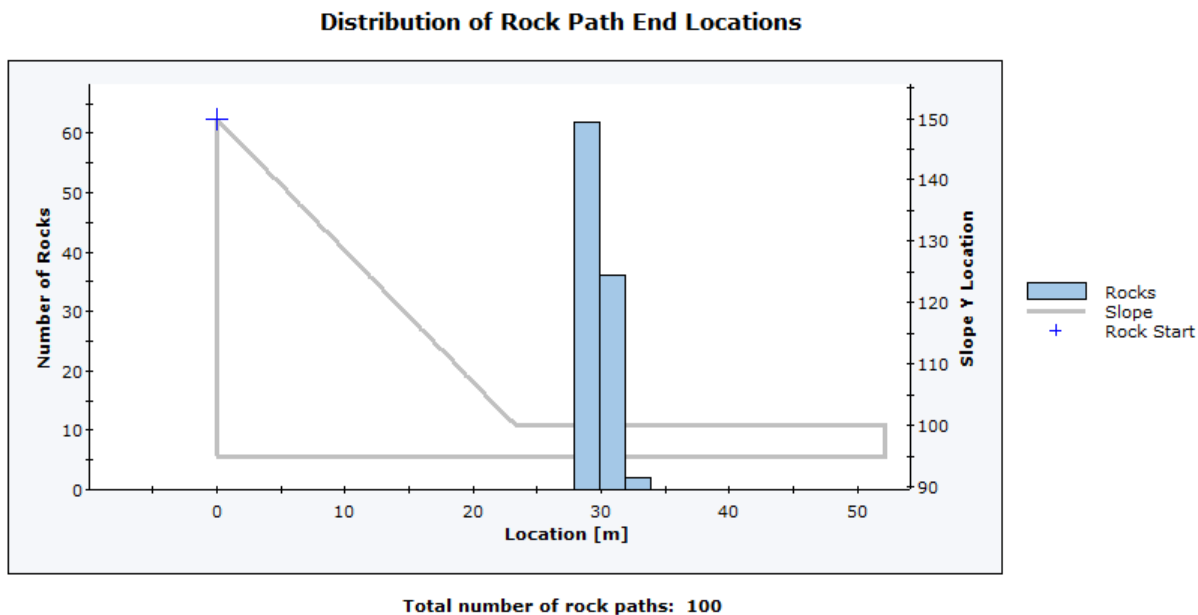 Distribution of Rock Path End Locations
Number of Rocks
60
50
40
30
20
10
0
0
10
20
30
40
50
Location [m]
150
140
130
120
110
100
90
Slope Y Location
Rocks
Slope
Rock Start
Total number of rock paths: 100